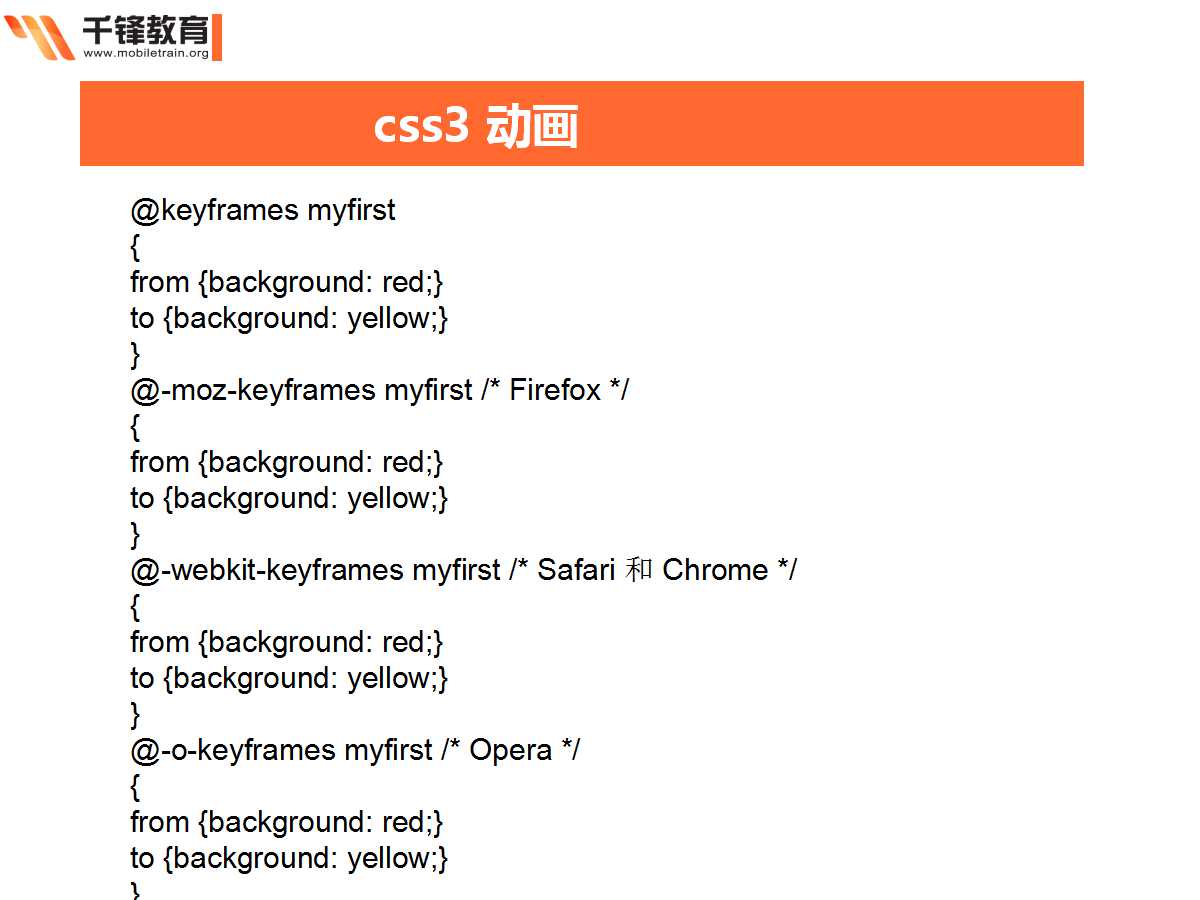 千锋教育
www.mobiletrain.org
css3 动画
@keyframes myfirst
{
from {background: red;}
to {background: yellow;}
}
@-moz-keyframes myfirst /* Firefox */
{
from {background: red;}
to {background: yellow;}
}
@-webkit-keyframes myfirst /* Safari 和 Chrome */
{
from {background: red;}
to {background: yellow;}
}
@-o-keyframes myfirst /* Opera */
{
from {background: red;}
to {background: yellow;}
}